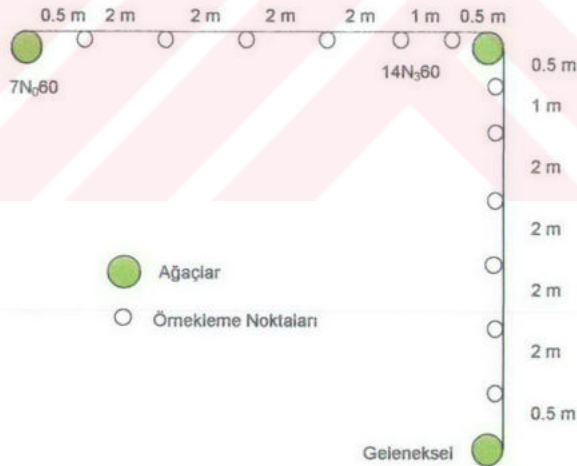 0.5 m 2 m 2 m 2 m 2 m 1 m 0.5 m
7N₀60
14N₃60
0.5 m
1 m
2 m
2 m
2 m
2 m
0.5 m
Ağaçlar
Örnekleme Noktaları
Geleneksel